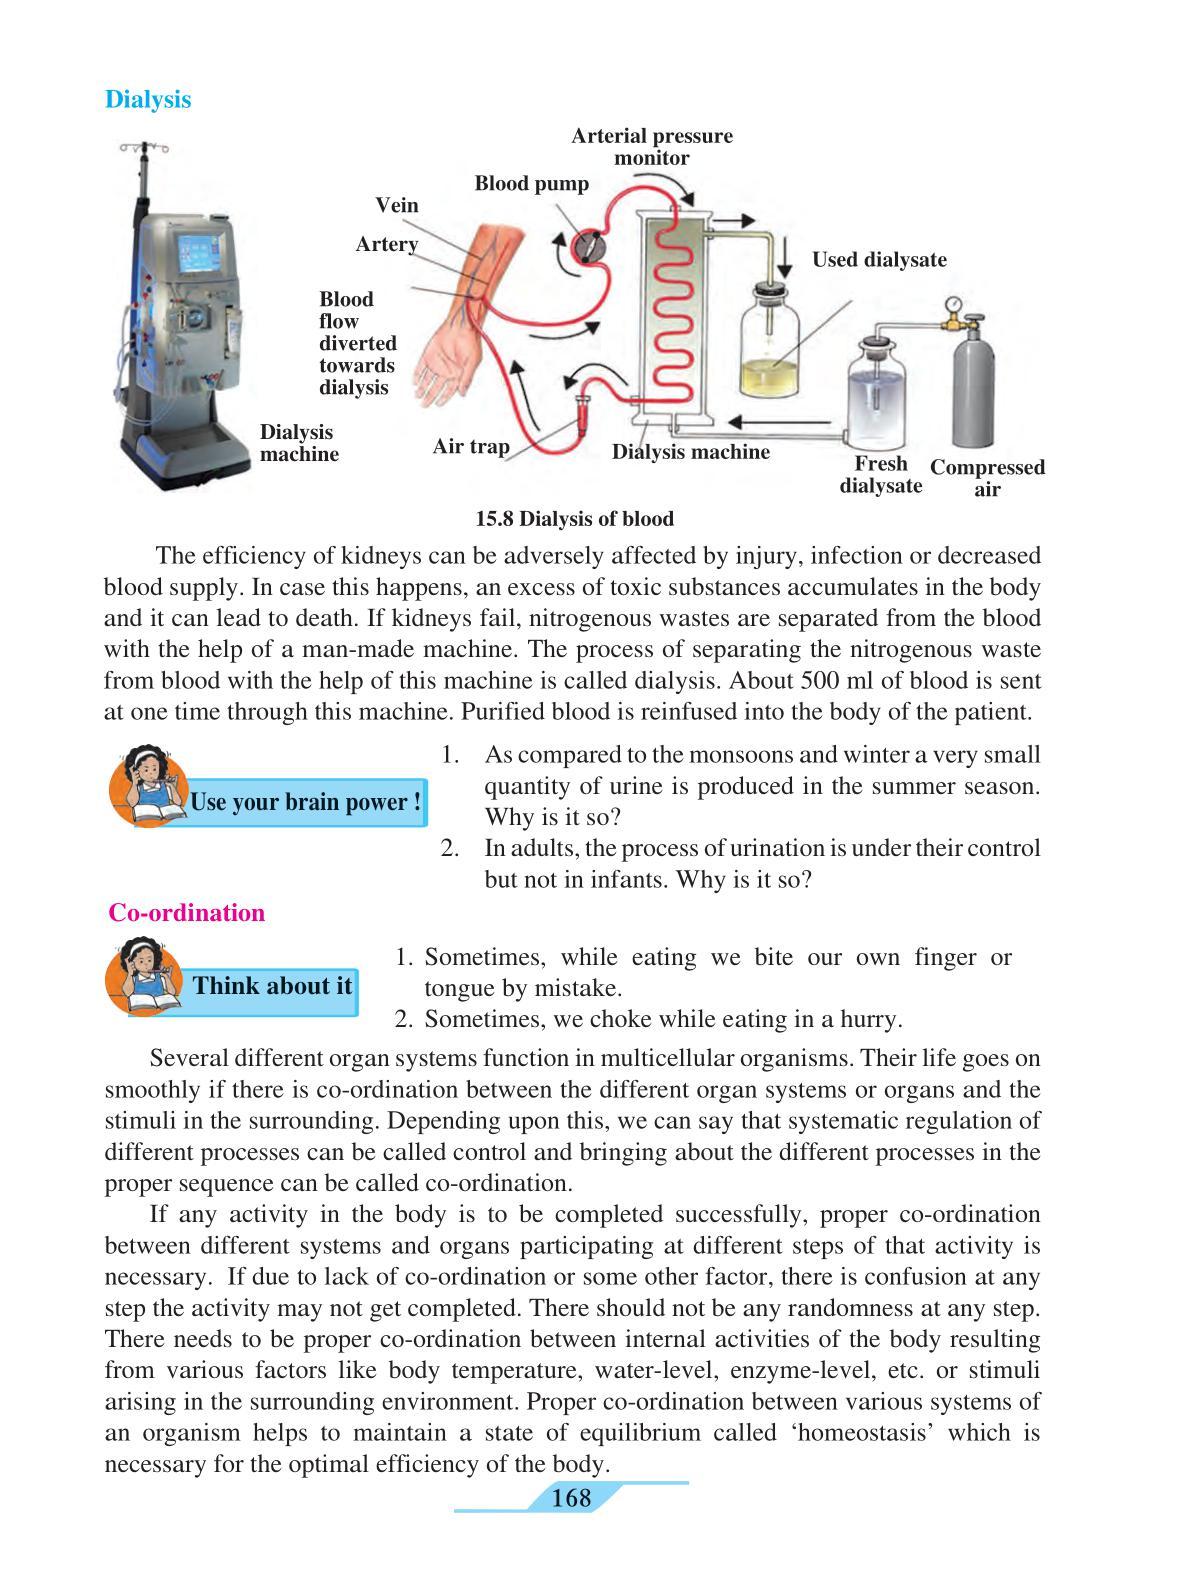 Dialysis
Arterial pressure
monitor
Blood pump
Vein
Artery
Used dialysate
Blood
flow
diverted
towards
dialysis
Dialysis
machine
Air trap
Dialysis machine
Fresh
dialysate
Compressed
air
15.8 Dialysis of blood
The efficiency of kidneys can be adversely affected by injury, infection or decreased
blood supply. In case this happens, an excess of toxic substances accumulates in the body
and it can lead to death. If kidneys fail, nitrogenous wastes are separated from the blood
with the help of a man-made machine. The process of separating the nitrogenous waste
from blood with the help of this machine is called dialysis. About 500 ml of blood is sent
at one time through this machine. Purified blood is reinfused into the body of the patient.
Use your brain power !
1. As compared to the monsoons and winter a very small
quantity of urine is produced in the summer season.
Why is it so?
2. In adults, the process of urination is under their control
but not in infants. Why is it so?
Co-ordination
Think about it
1. Sometimes, while eating we bite our own finger or
tongue by mistake.
2. Sometimes, we choke while eating in a hurry.
Several different organ systems function in multicellular organisms. Their life goes on
smoothly if there is co-ordination between the different organ systems or organs and the
stimuli in the surrounding. Depending upon this, we can say that systematic regulation of
different processes can be called control and bringing about the different processes in the
proper sequence can be called co-ordination.
If any activity in the body is to be completed successfully, proper co-ordination
between different systems and organs participating at different steps of that activity is
necessary. If due to lack of co-ordination or some other factor, there is confusion at any
step the activity may not get completed. There should not be any randomness at any step.
There needs to be proper co-ordination between internal activities of the body resulting
from various factors like body temperature, water-level, enzyme-level, etc. or stimuli
arising in the surrounding environment. Proper co-ordination between various systems of
an organism helps to maintain a state of equilibrium called ‘homeostasis’ which is
necessary for the optimal efficiency of the body.
168